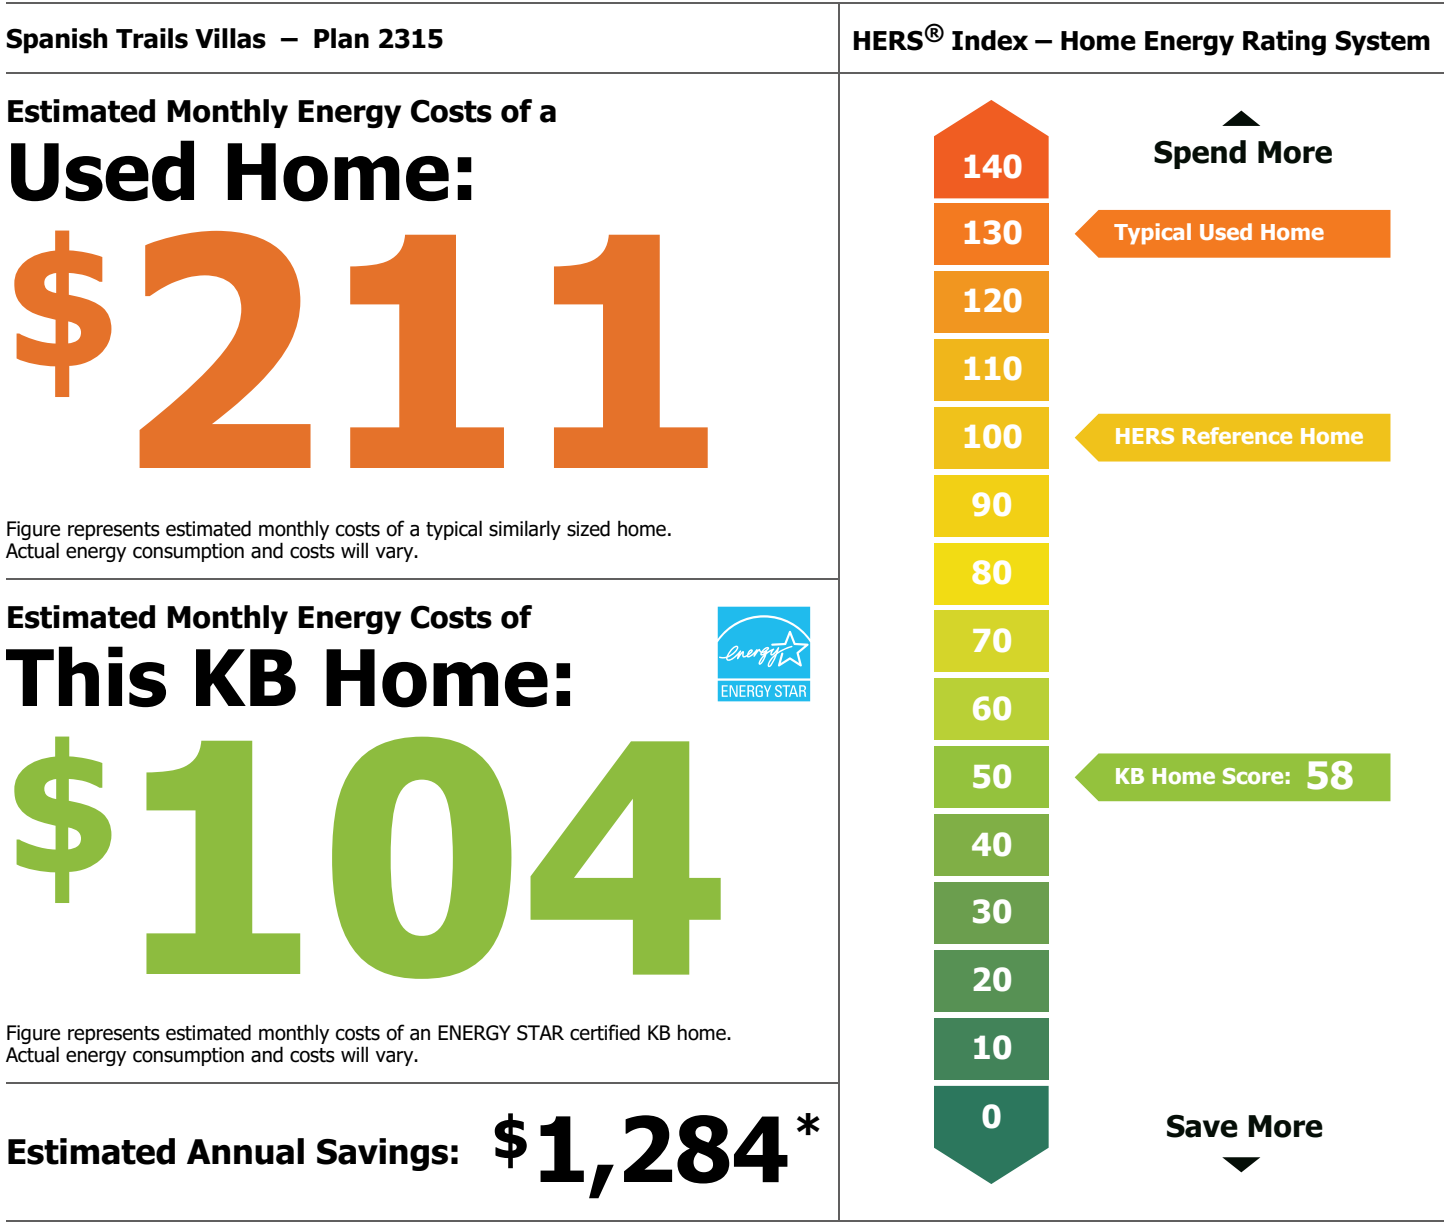 Spanish Trails Villas – Plan 2315
Estimated Monthly Energy Costs of a
Used Home:
$211
Figure represents estimated monthly costs of a typical similarly sized home.
Actual energy consumption and costs will vary.
Estimated Monthly Energy Costs of
This KB Home:
energy
ENERGY STAR
$104
Figure represents estimated monthly costs of an ENERGY STAR certified KB home.
Actual energy consumption and costs will vary.
Estimated Annual Savings: $1,284*
HERS® Index – Home Energy Rating System
Spend More
140
130 Typical Used Home
120
110
100 HERS Reference Home
90
80
70
60
50 KB Home Score: 58
40
30
20
10
0
Save More